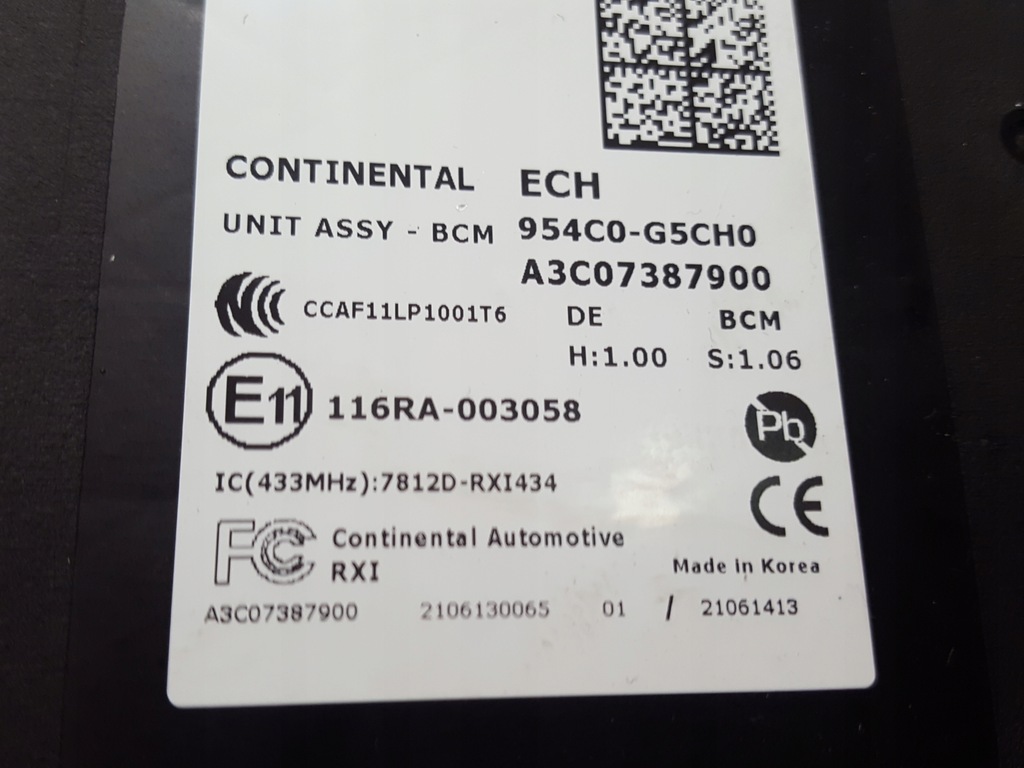 CONTINENTAL ECH
UNIT ASSY - BCM 954C0-G5CH0
A3C07387900
CCAF11LP1001T6 DE BCM
H:1.00 S:1.06
E11 116RA-003058
Pb
IC(433MHz):7812D-RXI434
CE
FC Continental Automotive
RXI
Made in Korea
A3C07387900 2106130065 01 / 21061413